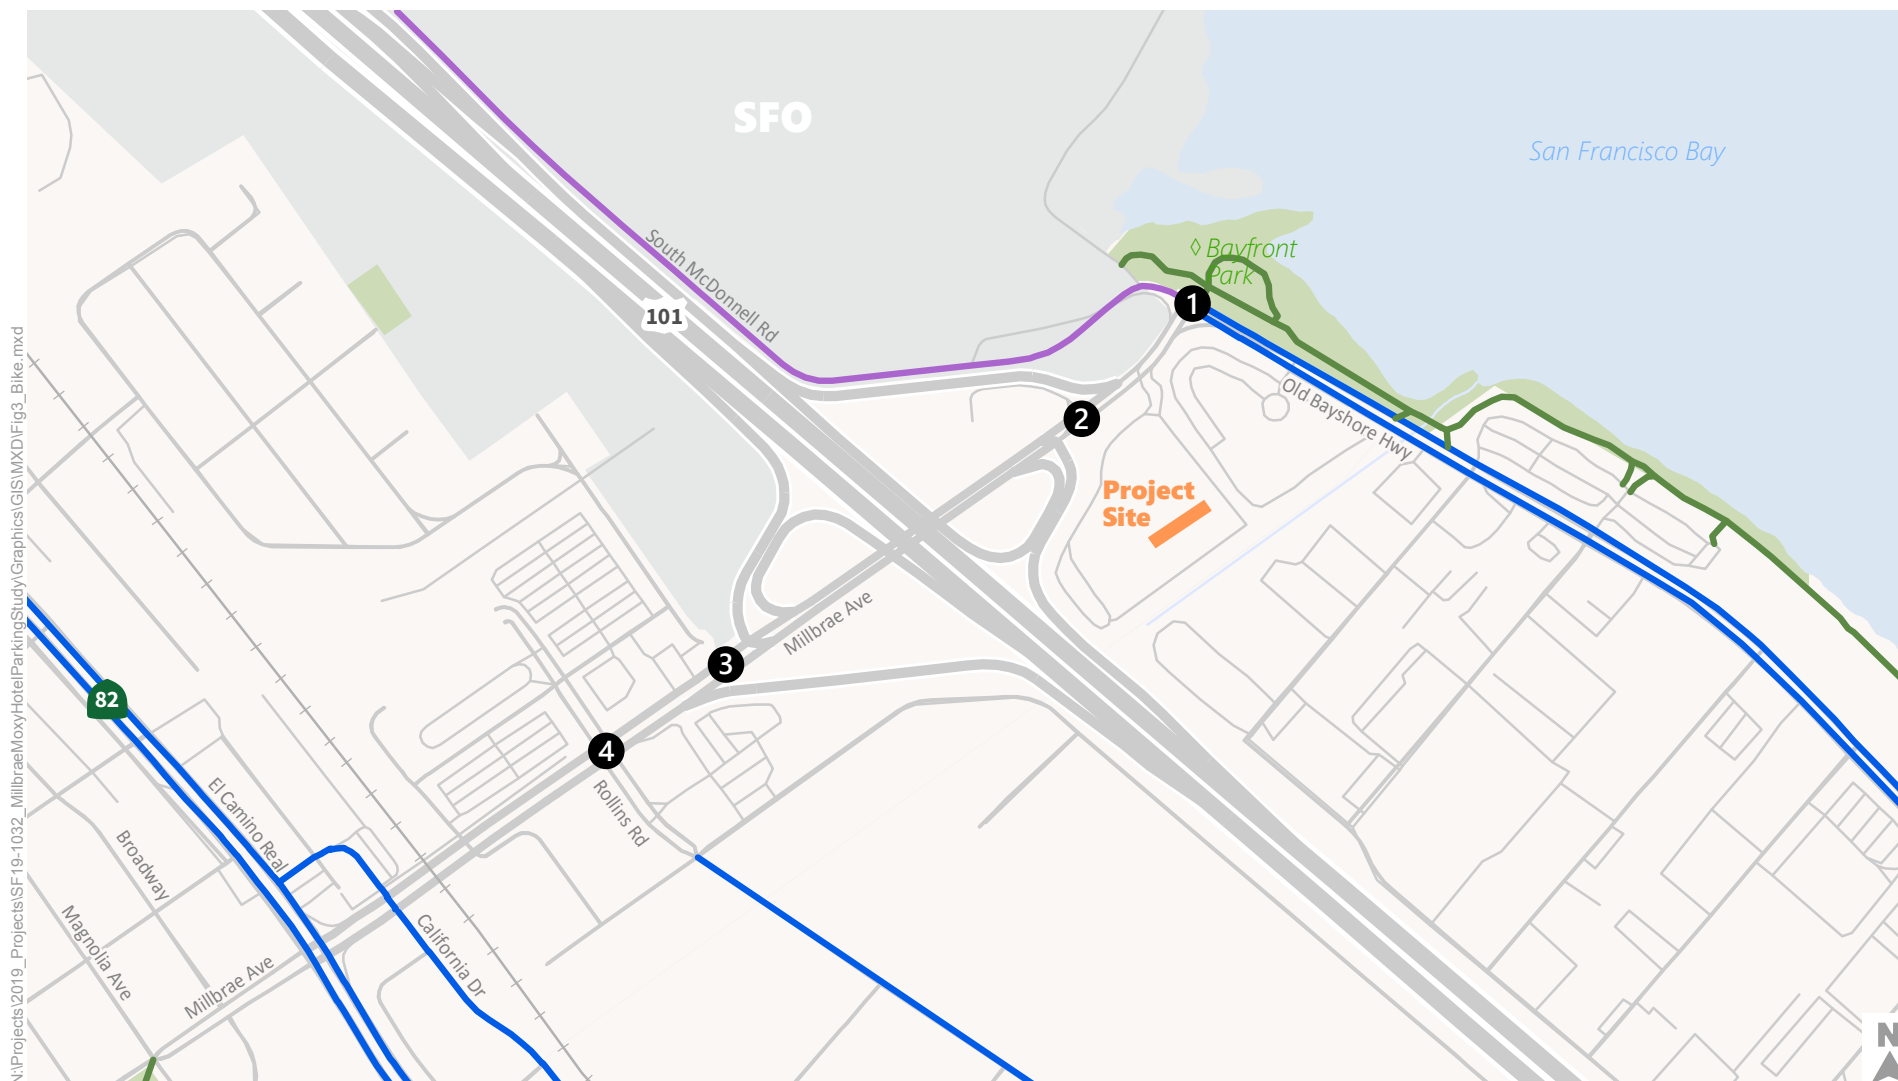 SFO
San Francisco Bay
◊ Bayfront
Park
South McDonnell Rd
101
1
Old Bayshore Hwy
2
Project
Site
Millbrae Ave
3
82
4
El Camino Real
Rollins Rd
Broadway
Magnolia Ave
California Dr
Millbrae Ave
N
N:\Projects\2019_Projects\SF19-1032_MillbraeMoxyHotelParkingStudy\Graphics\GIS\MXD\Fig3_Bike.mxd